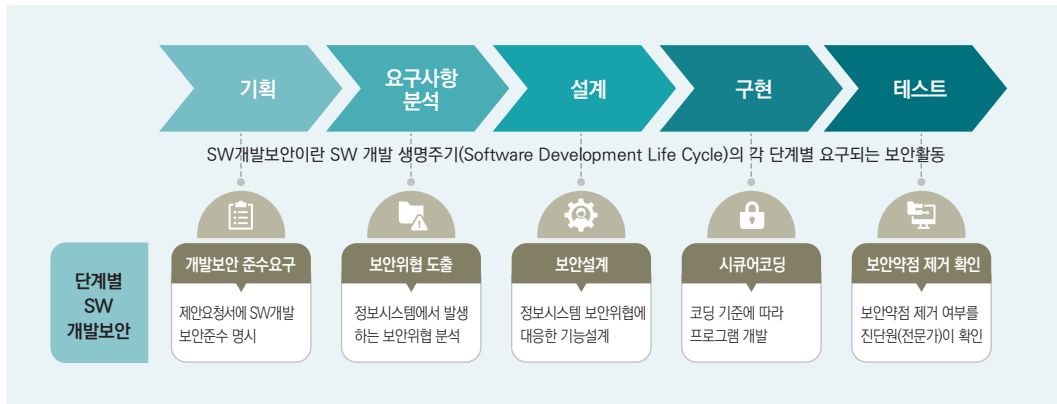 기획
요구사항
분석
설계
구현
테스트
SW개발보안이란 SW 개발 생명주기(Software Development Life Cycle)의 각 단계별 요구되는 보안활동
단계별
SW
개발보안
개발보안 준수요구
제안요청서에 SW개발
보안준수 명시
보안위협 도출
정보시스템에서 발생
하는 보안위협 분석
보안설계
정보시스템 보안위협에
대응한 기능설계
시큐어코딩
코딩 기준에 따라
프로그램 개발
보안약점 제거 확인
보안약점 제거 여부를
진단원(전문가)이 확인